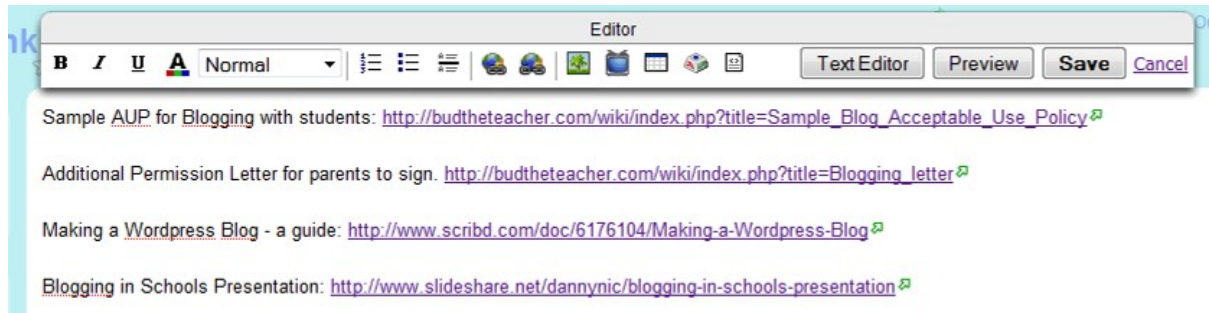 nk
Editor
B I U A Normal Text Editor Preview Save Cancel
Sample AUP for Blogging with students: http://budtheteacher.com/wiki/index.php?title=Sample_Blog_Acceptable_Use_Policy
Additional Permission Letter for parents to sign. http://budtheteacher.com/wiki/index.php?title=Blogging_letter
Making a Wordpress Blog - a guide: http://www.scribd.com/doc/6176104/Making-a-Wordpress-Blog
Blogging in Schools Presentation: http://www.slideshare.net/dannynic/blogging-in-schools-presentation